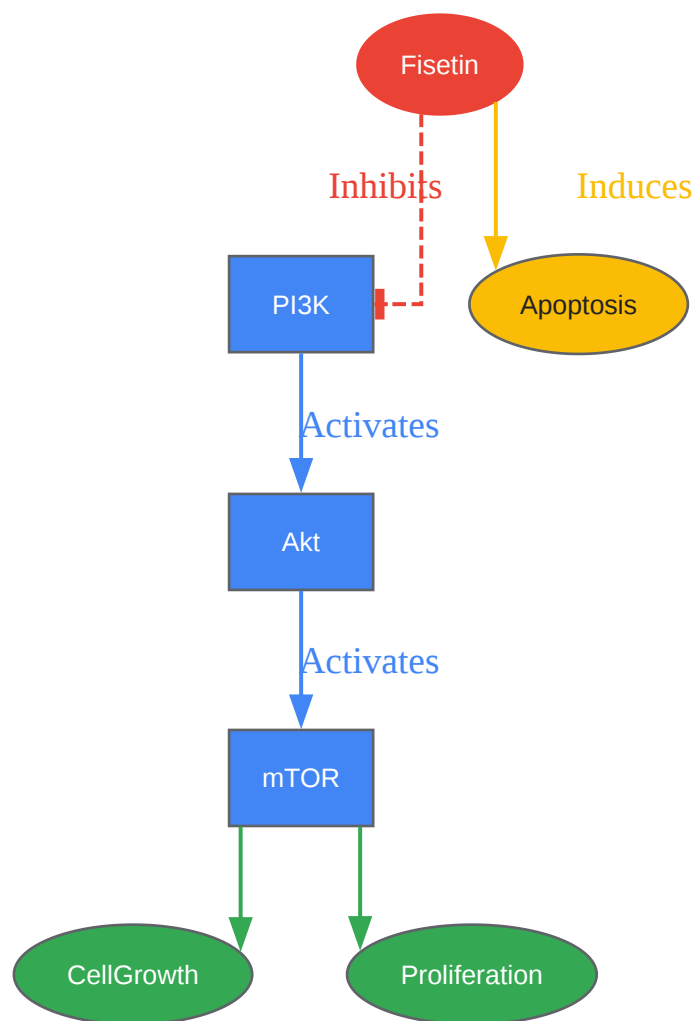 Fisetin
Inhibits
Induces
PI3K
Apoptosis
Activates
Akt
Activates
mTOR
CellGrowth
Proliferation